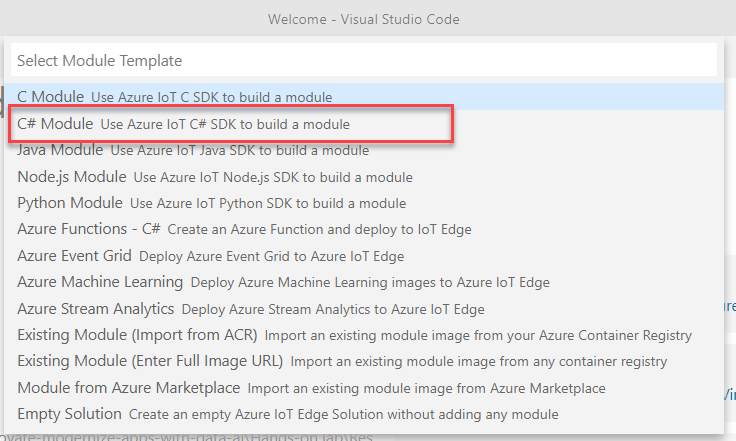 Welcome - Visual Studio Code
Select Module Template
C Module Use Azure IoT C SDK to build a module
C# Module Use Azure IoT C# SDK to build a module
Java Module Use Azure IoT Java SDK to build a module
Node.js Module Use Azure IoT Node.js SDK to build a module
Python Module Use Azure IoT Python SDK to build a module
Azure Functions - C# Create an Azure Function and deploy to IoT Edge
Azure Event Grid Deploy Azure Event Grid to Azure IoT Edge
Azure Machine Learning Deploy Azure Machine Learning images to Azure IoT Edge
Azure Stream Analytics Deploy Azure Stream Analytics to Azure IoT Edge
Existing Module (Import from ACR) Import an existing module image from your Azure Container Registry
Existing Module (Enter Full Image URL) Import an existing module image from any container registry
Module from Azure Marketplace Import an existing module image from Azure Marketplace
Empty Solution Create an empty Azure IoT Edge Solution without adding any module